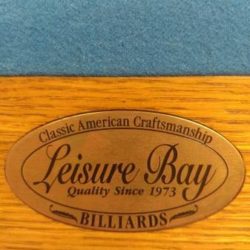 Classic American Craftsmanship
Leisure Bay
Quality Since 1973
BILLIARDS